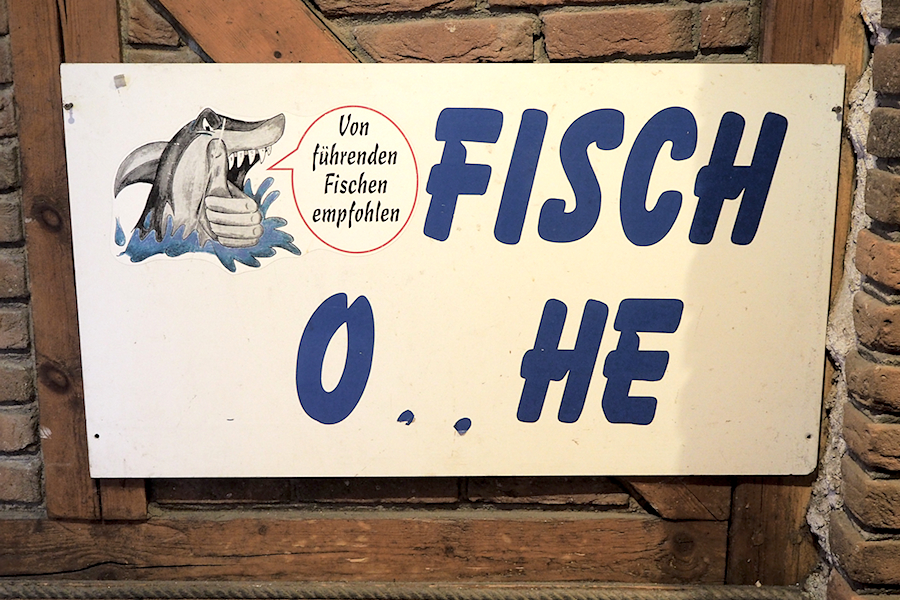 Von
führenden
Fischen
empfohlen
FISCH
O . . HE